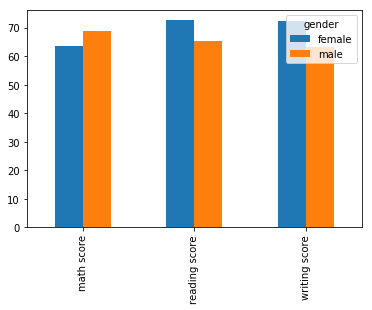 gender
female
male
70
60
50
40
30
20
10
0
math score
reading score
writing score